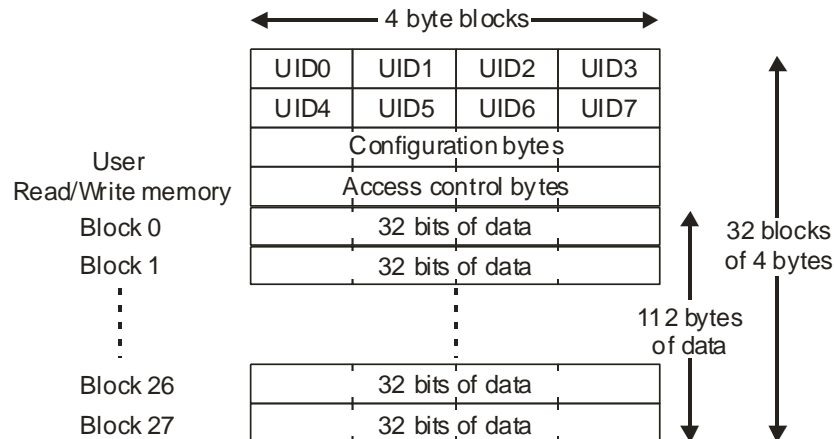 4 byte blocks
UID0 UID1 UID2 UID3
UID4 UID5 UID6 UID7
Configuration bytes
Access control bytes
User
Read/Write memory
Block 0 32 bits of data
Block 1 32 bits of data
Block 26 32 bits of data
Block 27 32 bits of data
112 bytes
of data
32 blocks
of 4 bytes